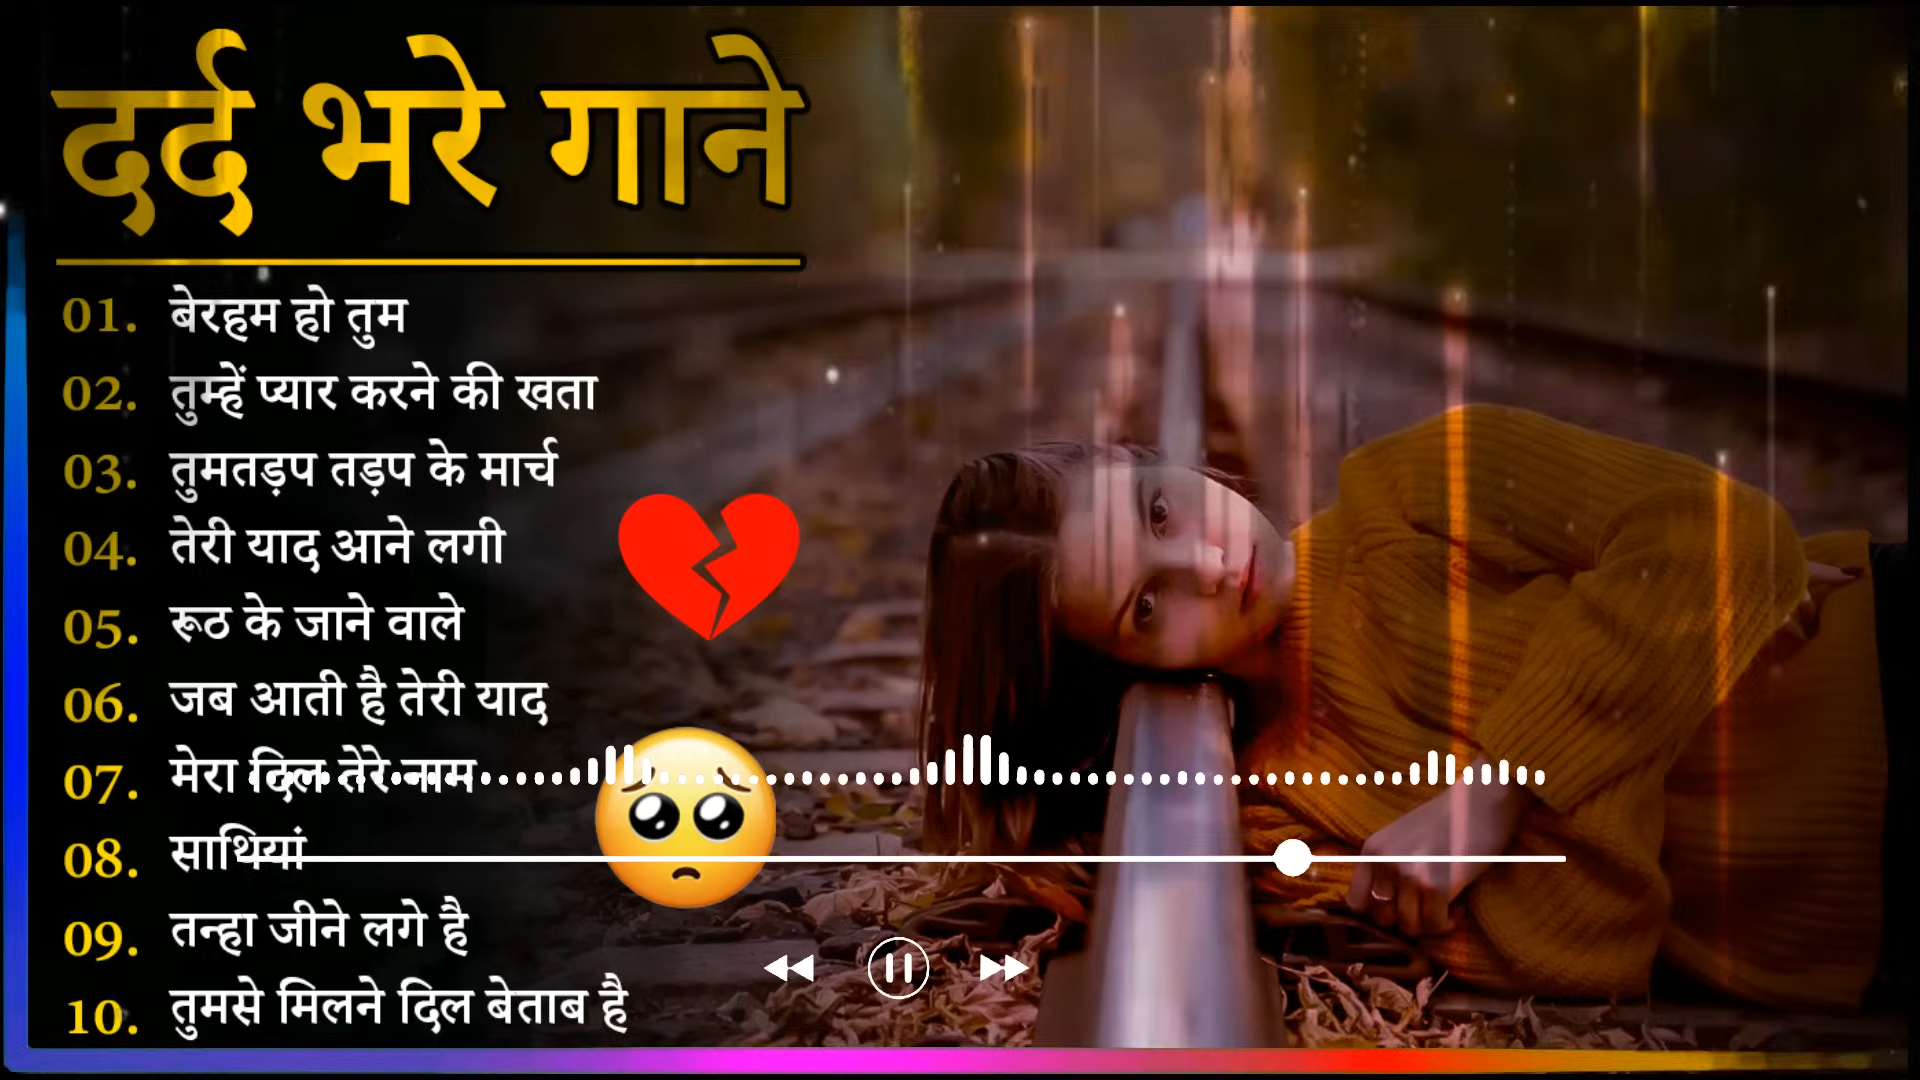 दर्द भरे गाने
01. बेरहम हो तुम
02. तुम्हें प्यार करने की खता
03. तुमतड़प तड़प के मार्च
04. तेरी याद आने लगी
05. रूठ के जाने वाले
06. जब आती है तेरी याद
07. मेरा दिल तेरे नाम
08. साथियां
09. तन्हा जीने लगे है
10. तुमसे मिलने दिल बेताब है